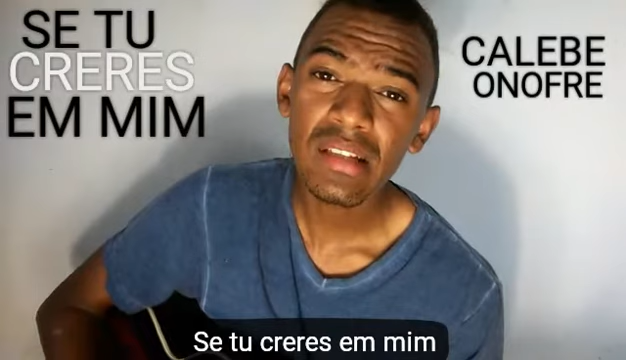 SE TU
CRERES
EM MIM
CALEBE
ONOFRE
Se tu creres em mim